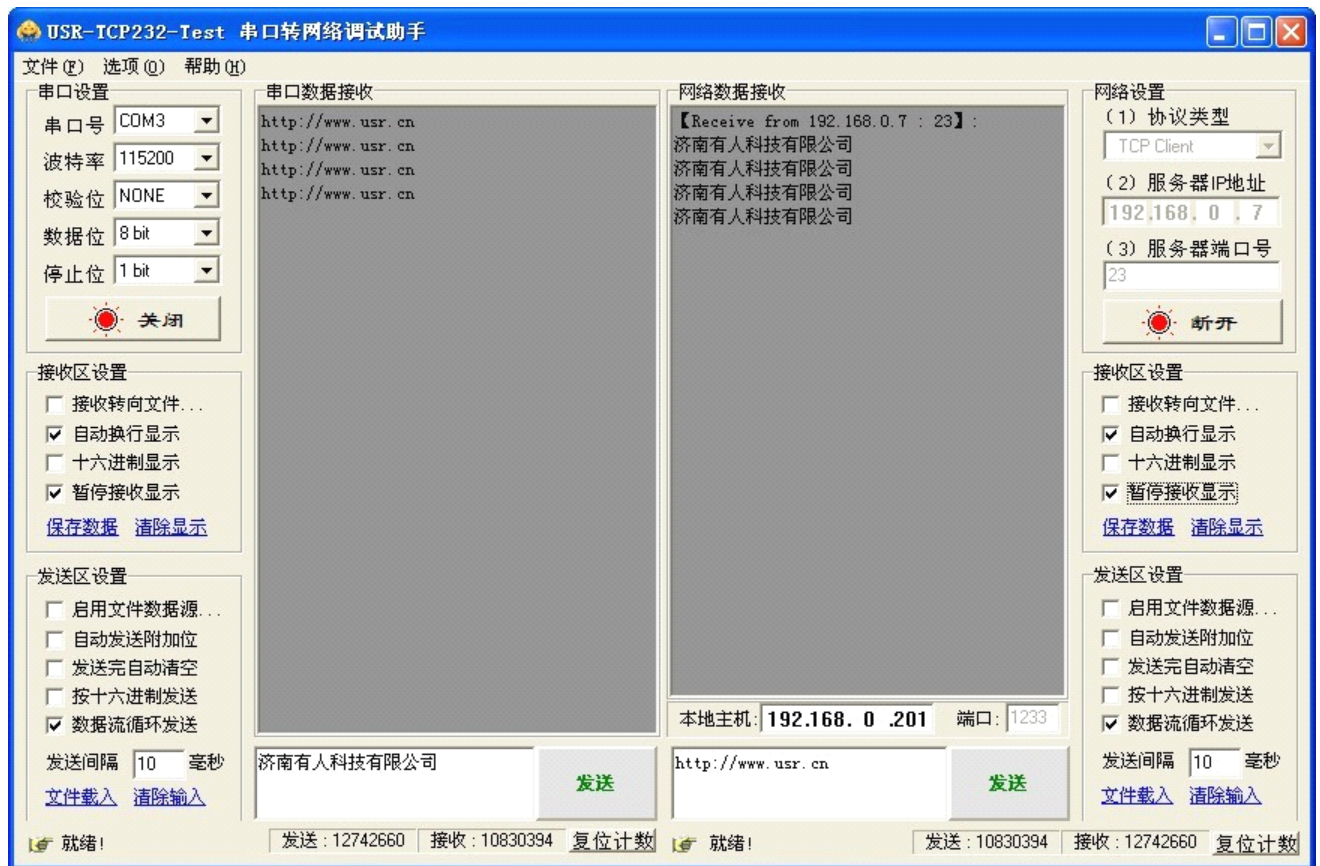 USR-TCP232-Test 串口转网络调试助手
文件(F) 选项(O) 帮助(H)
串口设置
串口号 COM3
波特率 115200
校验位 NONE
数据位 8 bit
停止位 1 bit
关闭
接收区设置
接收转向文件...
自动换行显示
十六进制显示
暂停接收显示
保存数据 清除显示
发送区设置
启用文件数据源...
自动发送附加位
发送完自动清空
按十六进制发送
数据流循环发送
发送间隔 10 毫秒
文件载入 清除输入
串口数据接收
http://www.usr.cn
http://www.usr.cn
http://www.usr.cn
http://www.usr.cn
济南有人科技有限公司
发送
网络数据接收
【Receive from 192.168.0.7 : 23】:
济南有人科技有限公司
济南有人科技有限公司
济南有人科技有限公司
济南有人科技有限公司
本地主机: 192.168. 0 .201 端口: 1233
http://www.usr.cn
发送
网络设置
(1) 协议类型
TCP Client
(2) 服务器IP地址
192.168. 0 . 7
(3) 服务器端口号
23
断开
接收区设置
接收转向文件...
自动换行显示
十六进制显示
暂停接收显示
保存数据 清除显示
发送区设置
启用文件数据源...
自动发送附加位
发送完自动清空
按十六进制发送
数据流循环发送
发送间隔 10 毫秒
文件载入 清除输入
就绪! 发送:12742660 接收:10830394 复位计数
就绪! 发送:10830394 接收:12742660 复位计数